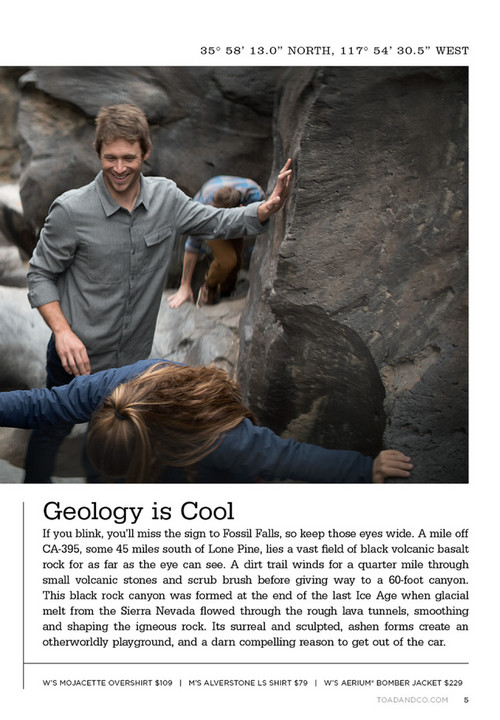 35° 58’ 13.0” NORTH, 117° 54’ 30.5” WEST
Geology is Cool
If you blink, you’ll miss the sign to Fossil Falls, so keep those eyes wide. A mile off
CA-395, some 45 miles south of Lone Pine, lies a vast field of black volcanic basalt
rock for as far as the eye can see. A dirt trail winds for a quarter mile through
small volcanic stones and scrub brush before giving way to a 60-foot canyon.
This black rock canyon was formed at the end of the last Ice Age when glacial
melt from the Sierra Nevada flowed through the rough lava tunnels, smoothing
and shaping the igneous rock. Its surreal and sculpted, ashen forms create an
otherworldly playground, and a darn compelling reason to get out of the car.
W’S MOJACETTE OVERSHIRT $109 | M’S ALVERSTONE LS SHIRT $79 | W’S AERIUM® BOMBER JACKET $229
TOADANDCO.COM 5